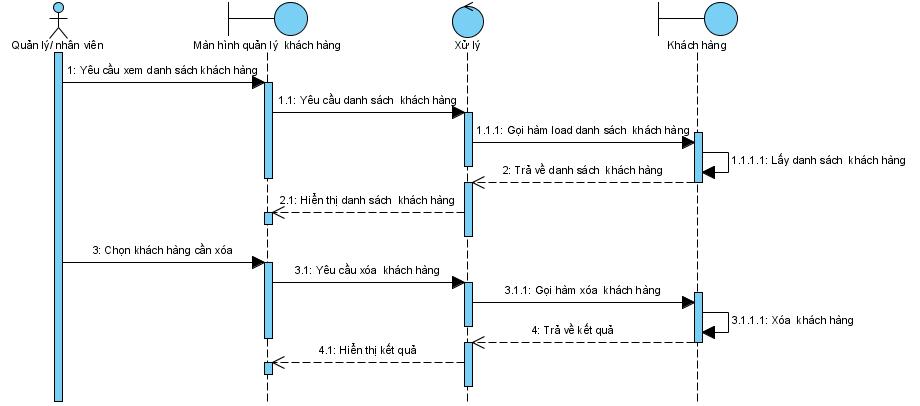 Quản lý/ nhân viên
Màn hình quản lý khách hàng
Xử lý
Khách hàng
1: Yêu cầu xem danh sách khách hàng
1.1: Yêu cầu danh sách khách hàng
1.1.1: Gọi hàm load danh sách khách hàng
1.1.1.1: Lấy danh sách khách hàng
2: Trả về danh sách khách hàng
2.1: Hiển thị danh sách khách hàng
3: Chọn khách hàng cần xóa
3.1: Yêu cầu xóa khách hàng
3.1.1: Gọi hàm xóa khách hàng
3.1.1.1: Xóa khách hàng
4: Trả về kết quả
4.1: Hiển thị kết quả